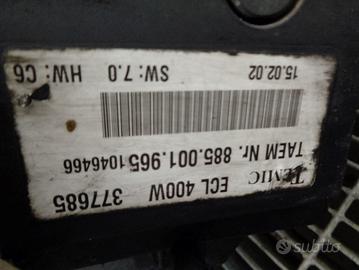 TEMIC ECL 400W 377685
TAEM Nr. 885.001.965 1046466
HW: C6 SW: 7.0 15.02.02
subito